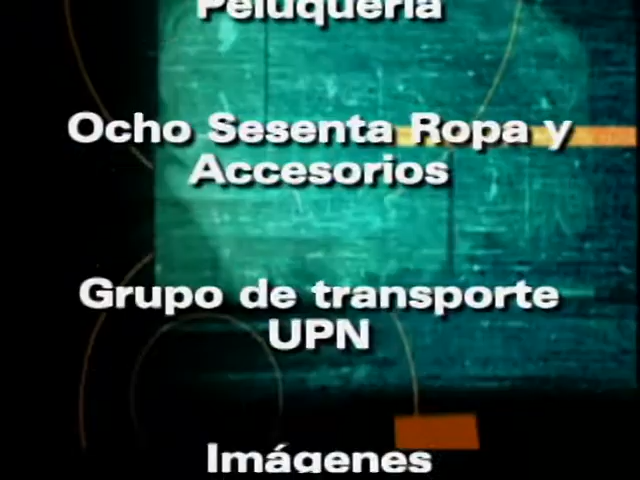 Peluquería
Ocho Sesenta Ropa y
Accesorios
Grupo de transporte
UPN
Imágenes